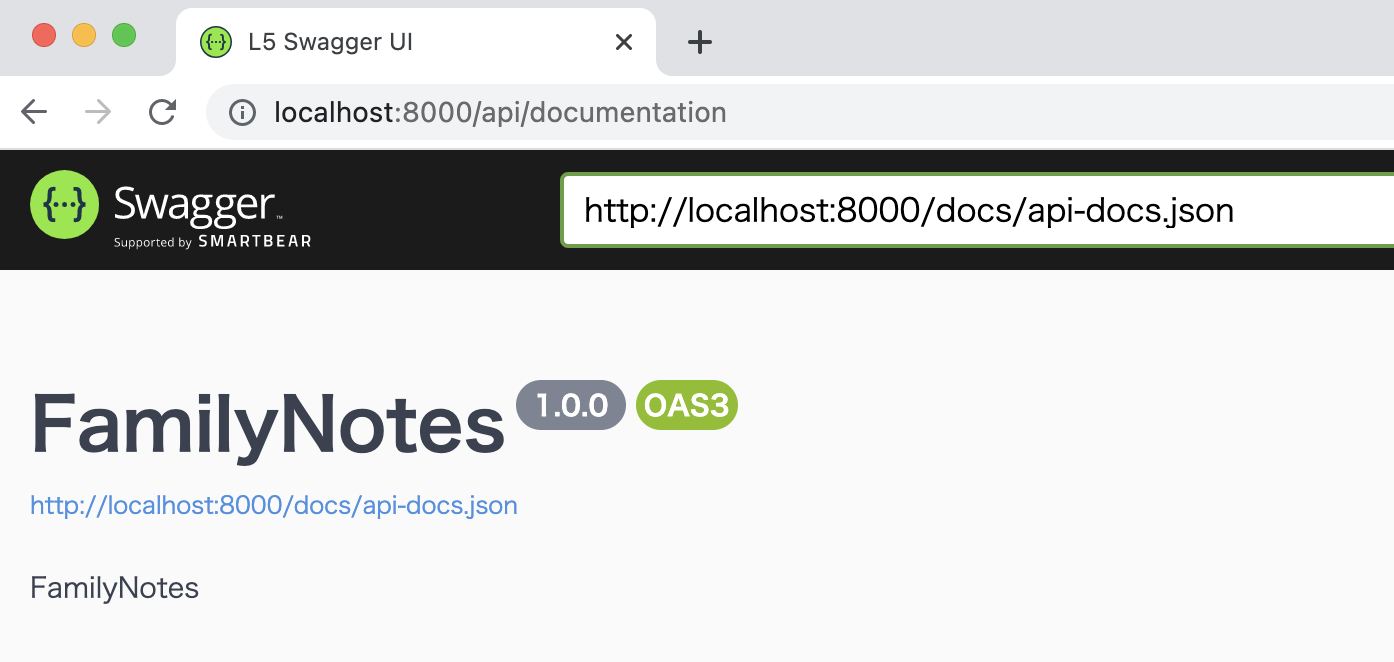 L5 Swagger UI
localhost:8000/api/documentation
{···} Swagger™
Supported by SMARTBEAR
http://localhost:8000/docs/api-docs.json
FamilyNotes 1.0.0 OAS3
http://localhost:8000/docs/api-docs.json
FamilyNotes